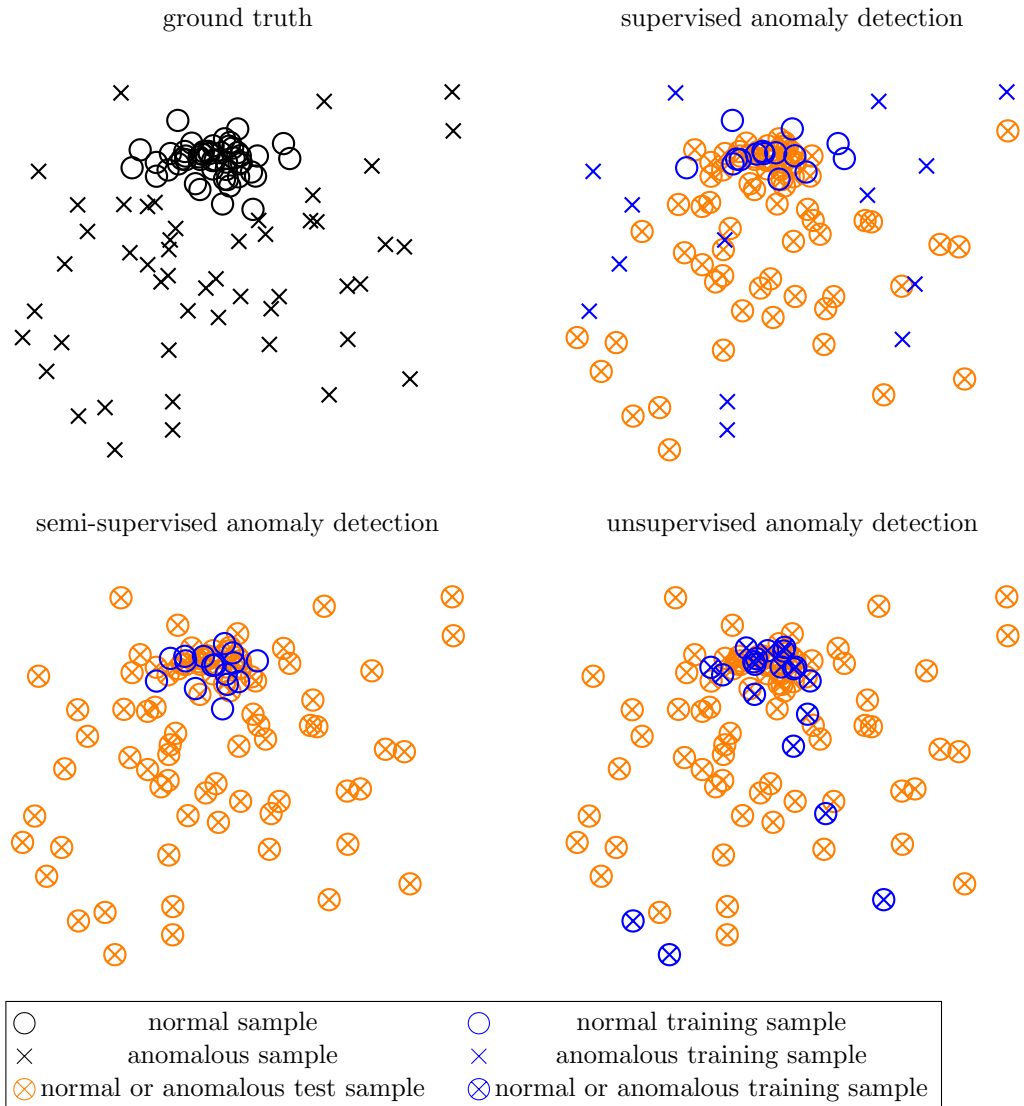 ground truth
supervised anomaly detection
semi-supervised anomaly detection
unsupervised anomaly detection
normal sample
normal training sample
anomalous sample
anomalous training sample
normal or anomalous test sample
normal or anomalous training sample